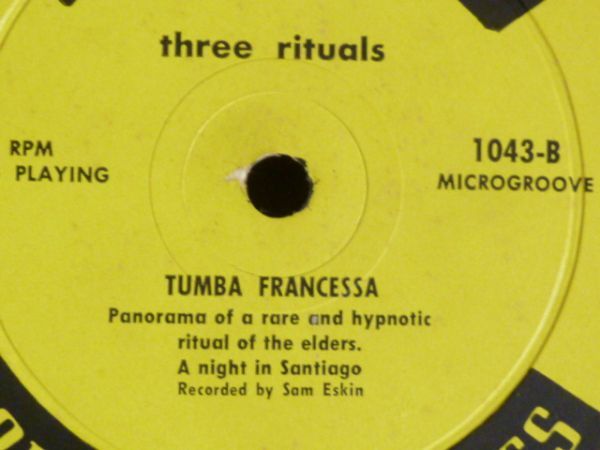 three rituals
RPM
PLAYING
1043-B
MICROGROOVE
TUMBA FRANCESSA
Panorama of a rare and hypnotic
ritual of the elders.
A night in Santiago
Recorded by Sam Eskin